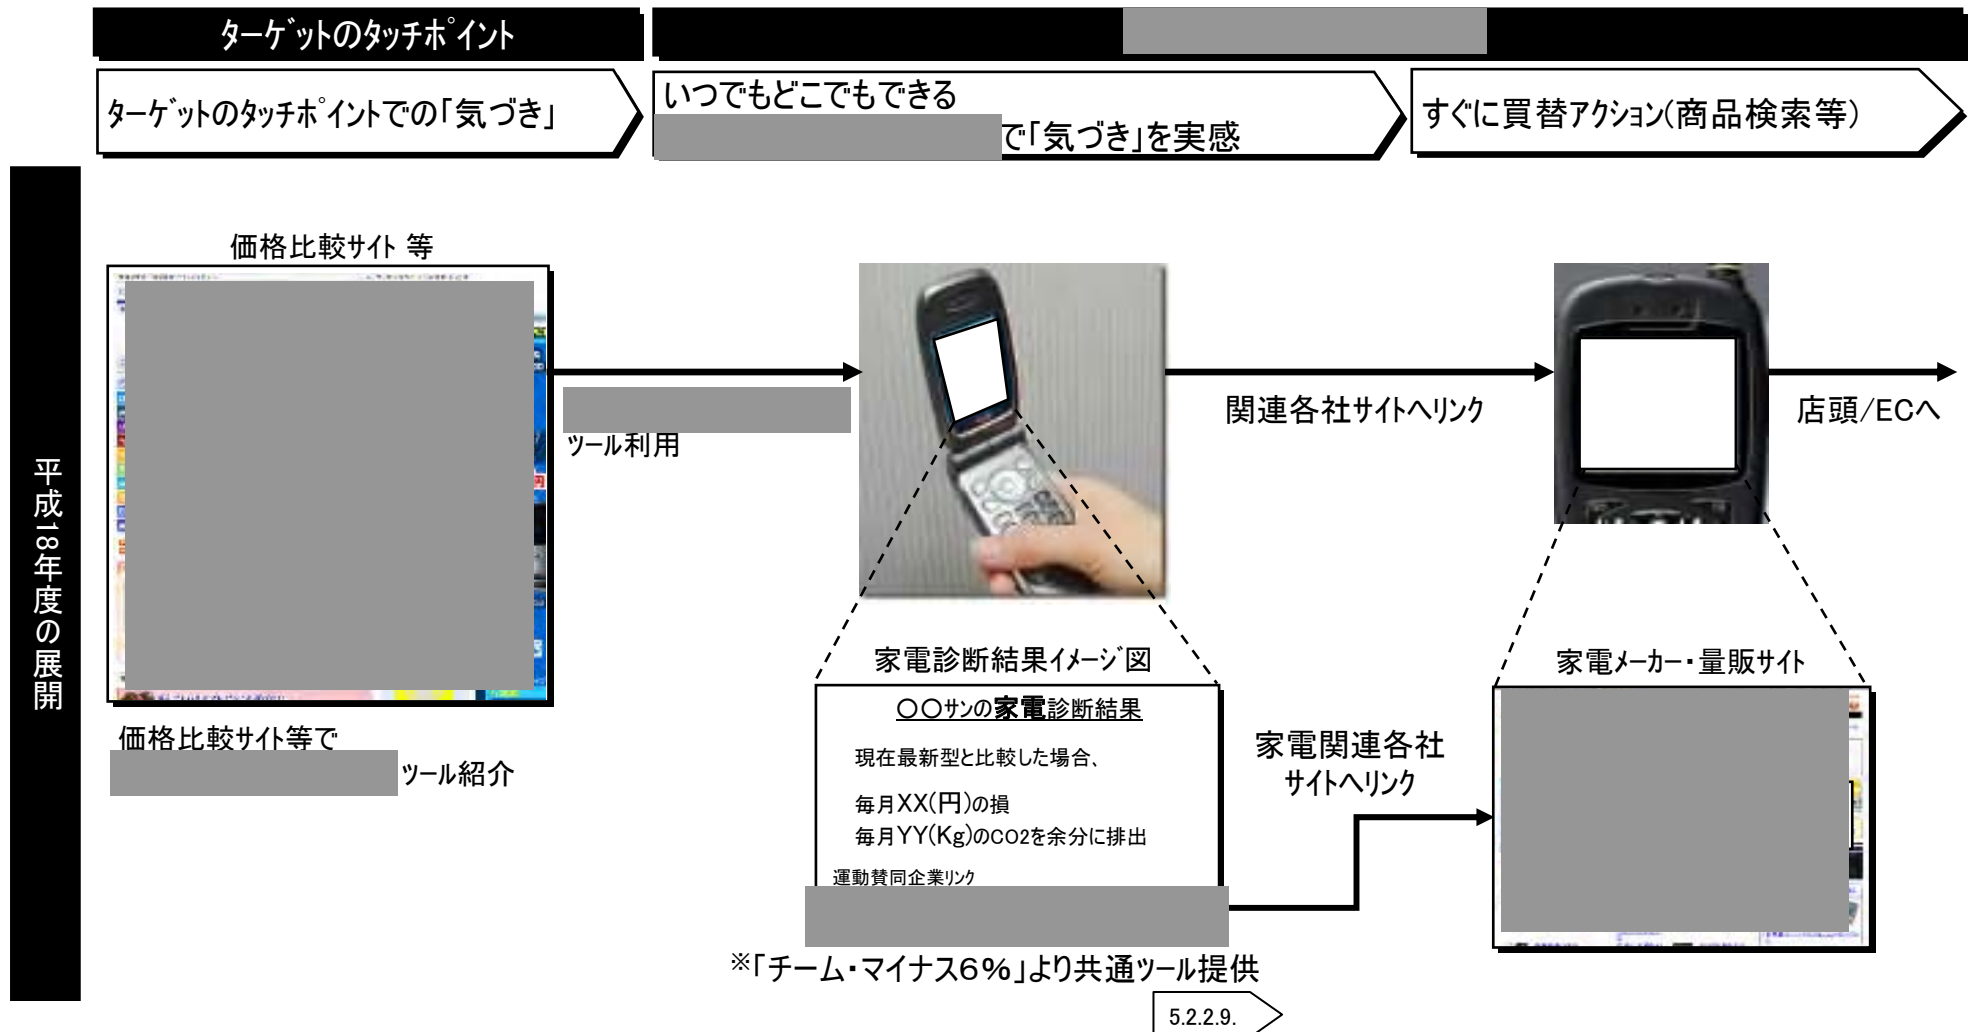 ターゲットのタッチポイント
ターゲットのタッチポイントでの「気づき」
いつでもどこでもできる
で「気づき」を実感
すぐに買替アクション(商品検索等)
平成18年度の展開
価格比較サイト 等
価格比較サイト等で
ツール紹介
ツール利用
関連各社サイトへリンク
店頭/ECへ
家電診断結果イメージ図
〇〇サンの家電診断結果
現在最新型と比較した場合、
毎月XX(円)の損
毎月YY(Kg)のCO2を余分に排出
運動賛同企業リンク
家電関連各社
サイトへリンク
家電メーカー・量販サイト
※「チーム・マイナス6%」より共通ツール提供
5.2.2.9.